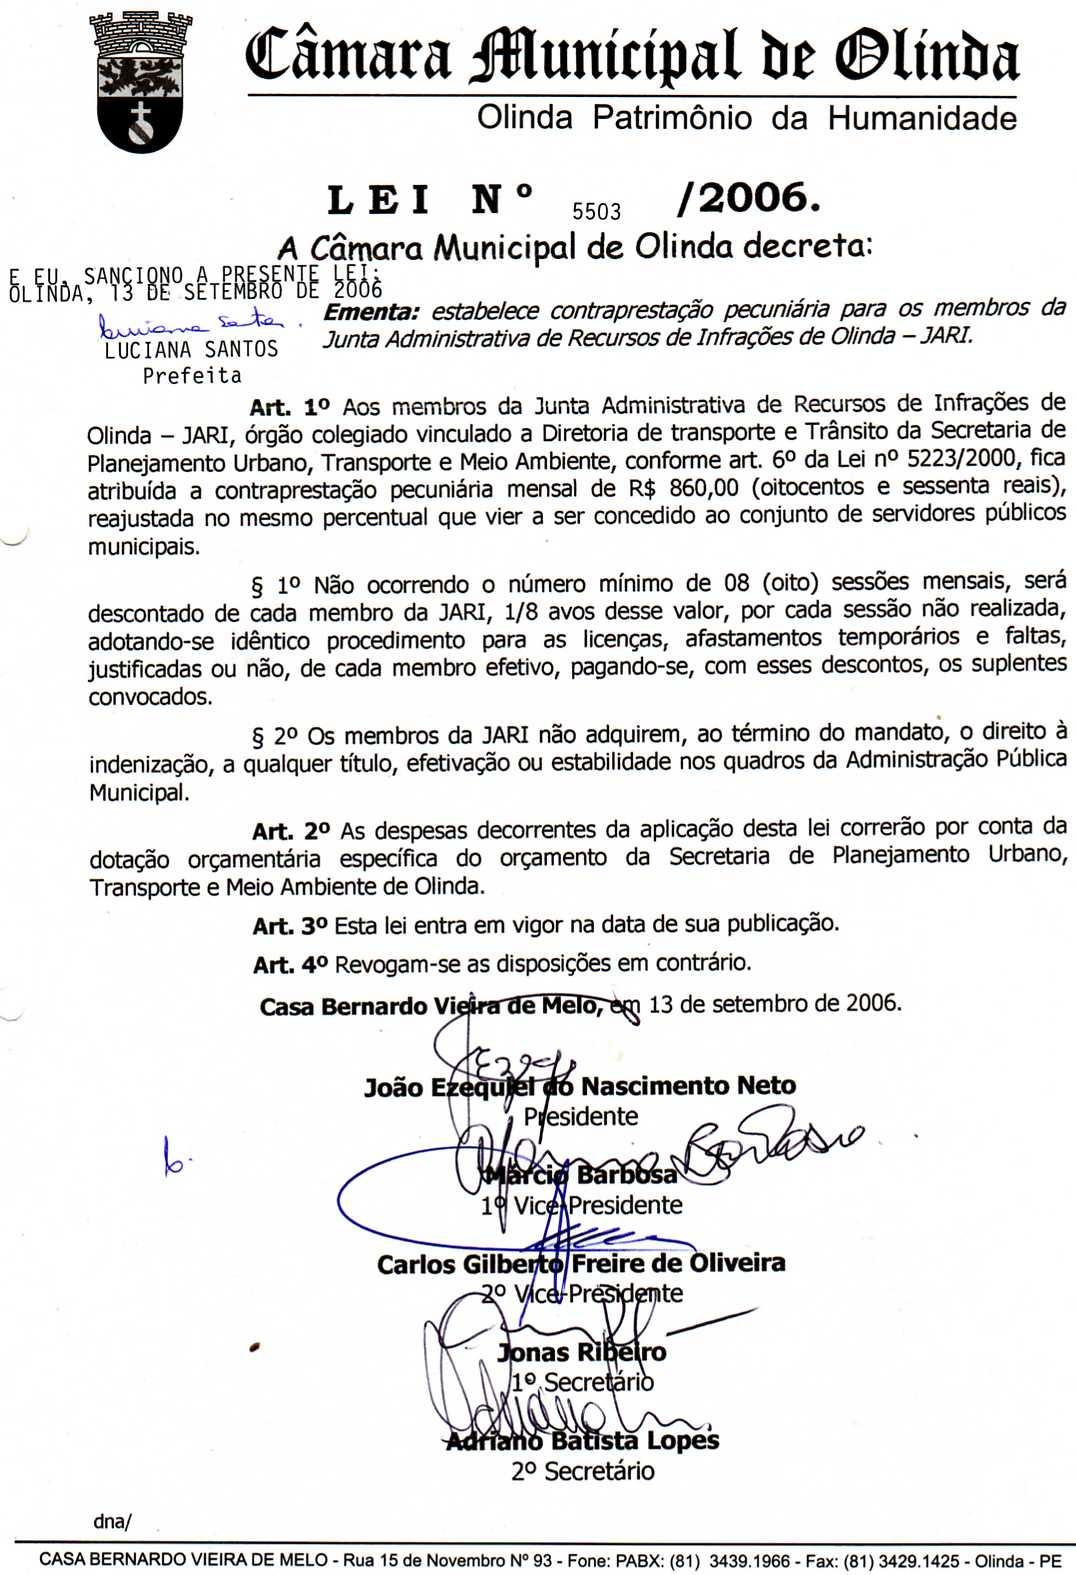 Câmara Municipal de Olinda
Olinda Patrimônio da Humanidade
LEI Nº 5503 /2006.
A Câmara Municipal de Olinda decreta:
E EU, SANCIONO A PRESENTE LEI:
OLINDA, 13 DE SETEMBRO DE 2006
Luciana Santos.
LUCIANA SANTOS
Prefeita
Ementa: estabelece contraprestação pecuniária para os membros da
Junta Administrativa de Recursos de Infrações de Olinda – JARI.
Art. 1º Aos membros da Junta Administrativa de Recursos de Infrações de
Olinda – JARI, órgão colegiado vinculado a Diretoria de transporte e Trânsito da Secretaria de
Planejamento Urbano, Transporte e Meio Ambiente, conforme art. 6º da Lei nº 5223/2000, fica
atribuída a contraprestação pecuniária mensal de R$ 860,00 (oitocentos e sessenta reais),
reajustada no mesmo percentual que vier a ser concedido ao conjunto de servidores públicos
municipais.
§ 1º Não ocorrendo o número mínimo de 08 (oito) sessões mensais, será
descontado de cada membro da JARI, 1/8 avos desse valor, por cada sessão não realizada,
adotando-se idêntico procedimento para as licenças, afastamentos temporários e faltas,
justificadas ou não, de cada membro efetivo, pagando-se, com esses descontos, os suplentes
convocados.
§ 2º Os membros da JARI não adquirem, ao término do mandato, o direito à
indenização, a qualquer título, efetivação ou estabilidade nos quadros da Administração Pública
Municipal.
Art. 2º As despesas decorrentes da aplicação desta lei correrão por conta da
dotação orçamentária específica do orçamento da Secretaria de Planejamento Urbano,
Transporte e Meio Ambiente de Olinda.
Art. 3º Esta lei entra em vigor na data de sua publicação.
Art. 4º Revogam-se as disposições em contrário.
Casa Bernardo Vieira de Melo, em 13 de setembro de 2006.
João Ezequiel do Nascimento Neto
Presidente
Márcio Barbosa
1º Vice-Presidente
Carlos Gilberto Freire de Oliveira
2º Vice-Presidente
Jonas Ribeiro
1º Secretário
Adriano Batista Lopes
2º Secretário
dna/
CASA BERNARDO VIEIRA DE MELO - Rua 15 de Novembro Nº 93 - Fone: PABX: (81) 3439.1966 - Fax: (81) 3429.1425 - Olinda - PE